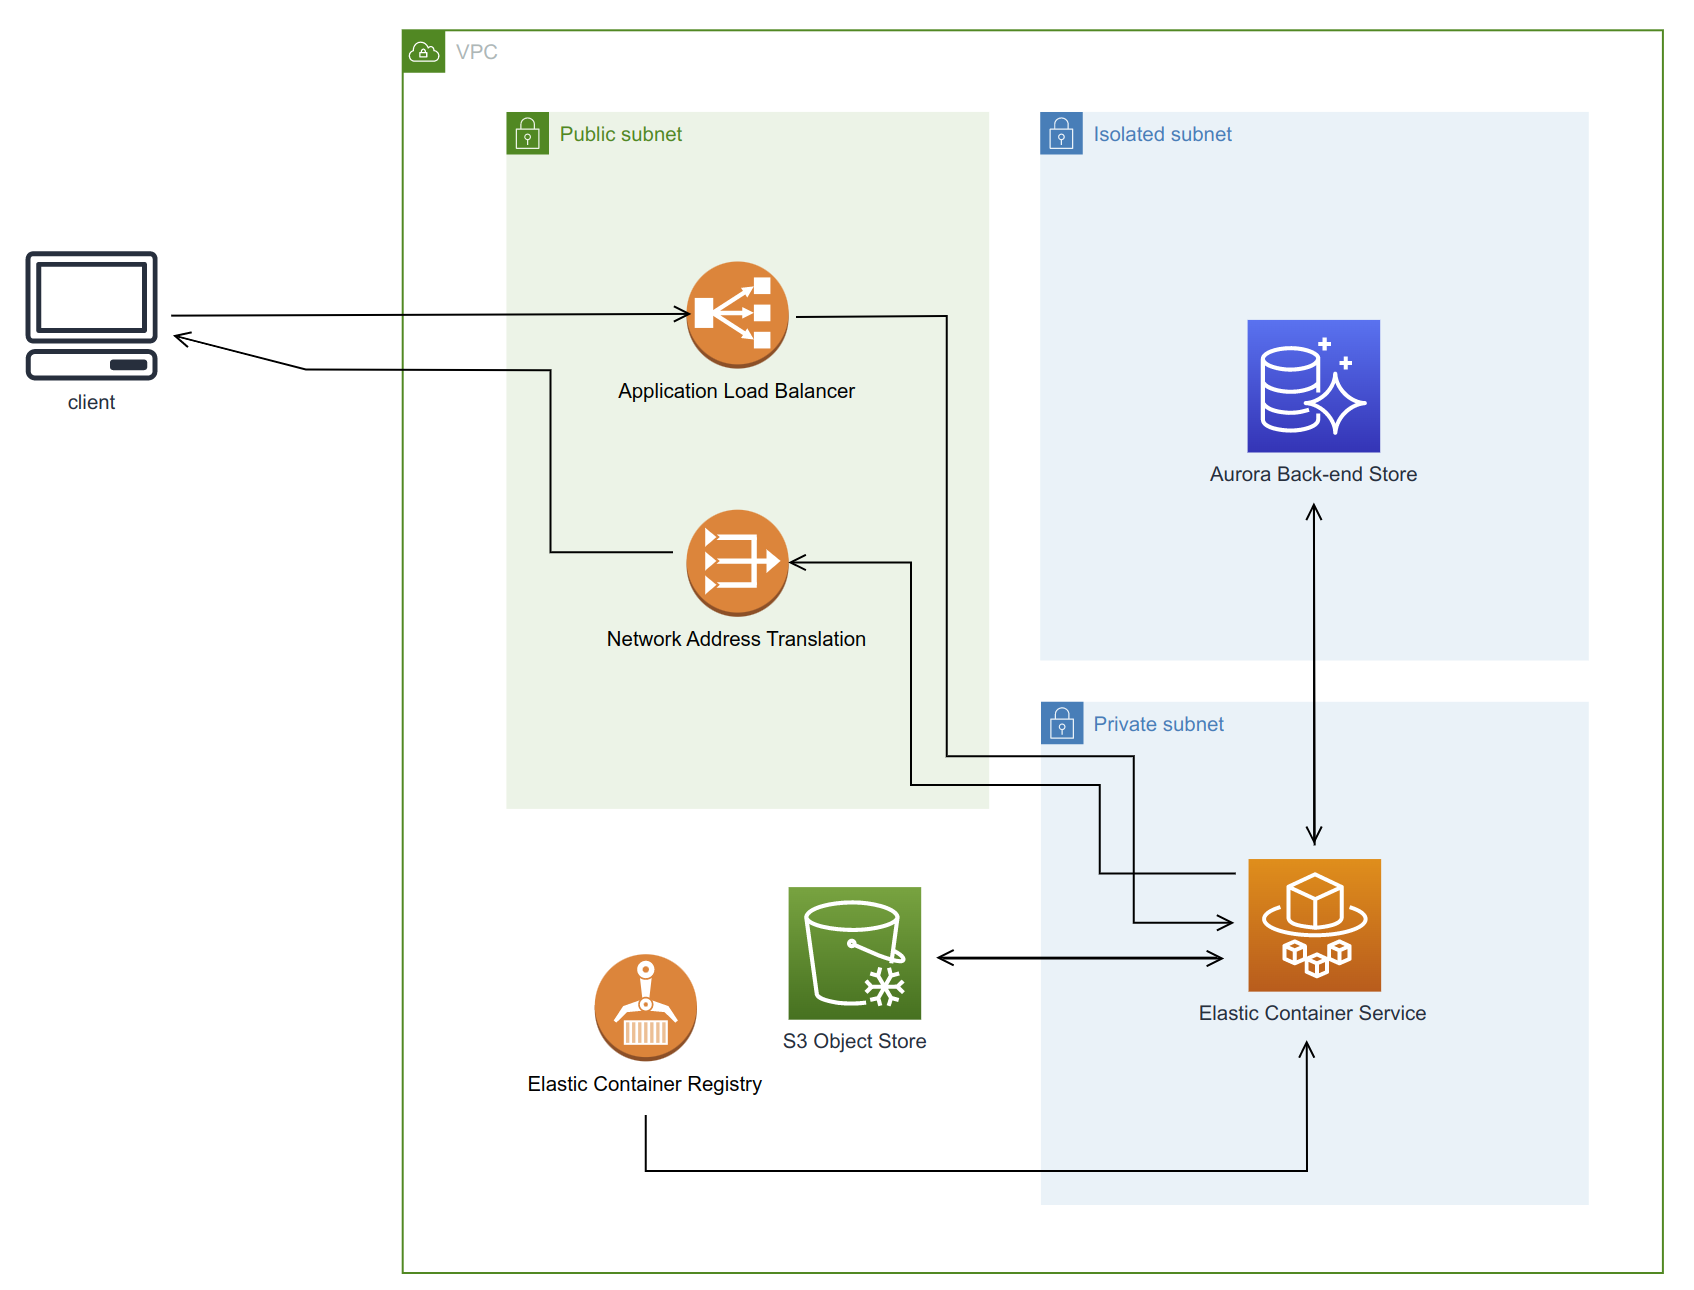 VPC
Public subnet
Isolated subnet
client
Application Load Balancer
Aurora Back-end Store
Network Address Translation
Private subnet
Elastic Container Service
S3 Object Store
Elastic Container Registry